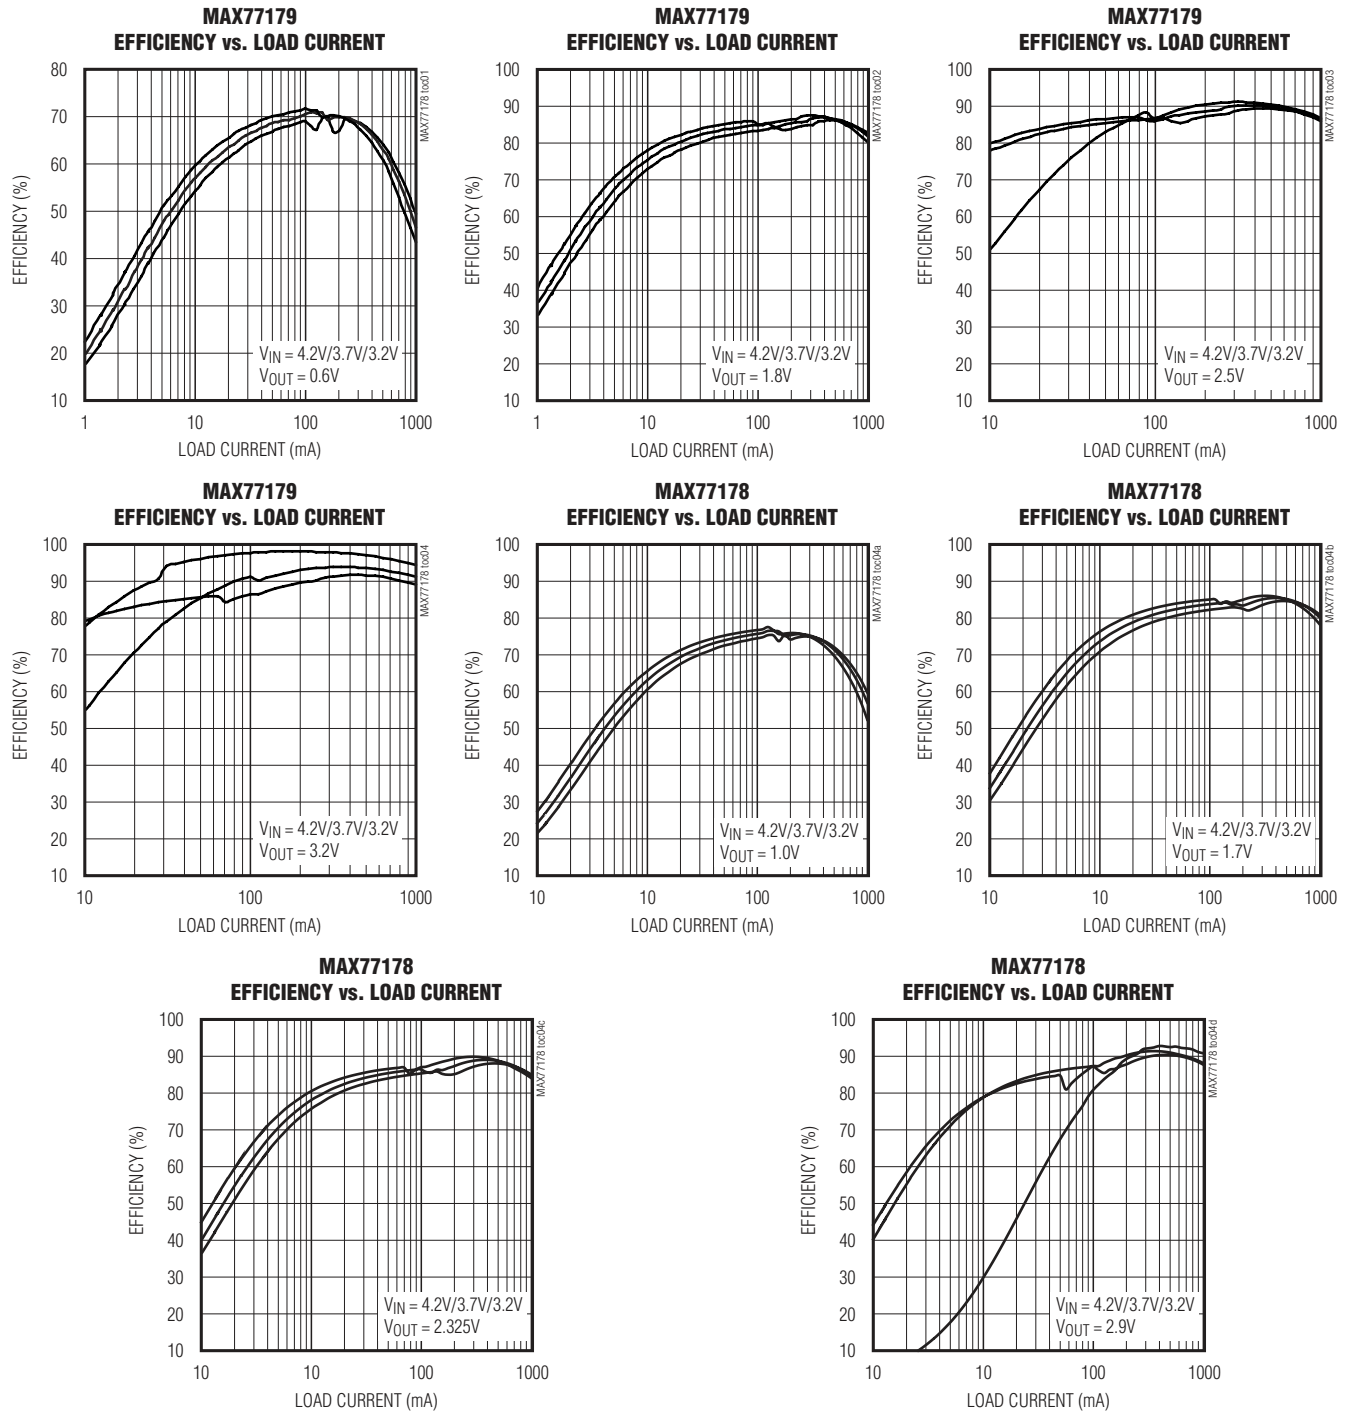 MAX77179
EFFICIENCY vs. LOAD CURRENT
MAX77178 toc01
EFFICIENCY (%)
80
70
60
50
40
30
20
10
1 10 100 1000
LOAD CURRENT (mA)
VIN = 4.2V/3.7V/3.2V
VOUT = 0.6V
MAX77179
EFFICIENCY vs. LOAD CURRENT
MAX77178 toc02
EFFICIENCY (%)
100
90
80
70
60
50
40
30
20
10
1 10 100 1000
LOAD CURRENT (mA)
VIN = 4.2V/3.7V/3.2V
VOUT = 1.8V
MAX77179
EFFICIENCY vs. LOAD CURRENT
MAX77178 toc03
EFFICIENCY (%)
100
90
80
70
60
50
40
30
20
10
10 100 1000
LOAD CURRENT (mA)
VIN = 4.2V/3.7V/3.2V
VOUT = 2.5V
MAX77179
EFFICIENCY vs. LOAD CURRENT
MAX77178 toc04
EFFICIENCY (%)
100
90
80
70
60
50
40
30
20
10
10 100 1000
LOAD CURRENT (mA)
VIN = 4.2V/3.7V/3.2V
VOUT = 3.2V
MAX77178
EFFICIENCY vs. LOAD CURRENT
MAX77178 toc04a
EFFICIENCY (%)
100
90
80
70
60
50
40
30
20
10
10 10 100 1000
LOAD CURRENT (mA)
VIN = 4.2V/3.7V/3.2V
VOUT = 1.0V
MAX77178
EFFICIENCY vs. LOAD CURRENT
MAX77178 toc04b
EFFICIENCY (%)
100
90
80
70
60
50
40
30
20
10
10 10 100 1000
LOAD CURRENT (mA)
VIN = 4.2V/3.7V/3.2V
VOUT = 1.7V
MAX77178
EFFICIENCY vs. LOAD CURRENT
MAX77178 toc04c
EFFICIENCY (%)
100
90
80
70
60
50
40
30
20
10
10 10 100 1000
LOAD CURRENT (mA)
VIN = 4.2V/3.7V/3.2V
VOUT = 2.325V
MAX77178
EFFICIENCY vs. LOAD CURRENT
MAX77178 toc04d
EFFICIENCY (%)
100
90
80
70
60
50
40
30
20
10
10 10 100 1000
LOAD CURRENT (mA)
VIN = 4.2V/3.7V/3.2V
VOUT = 2.9V